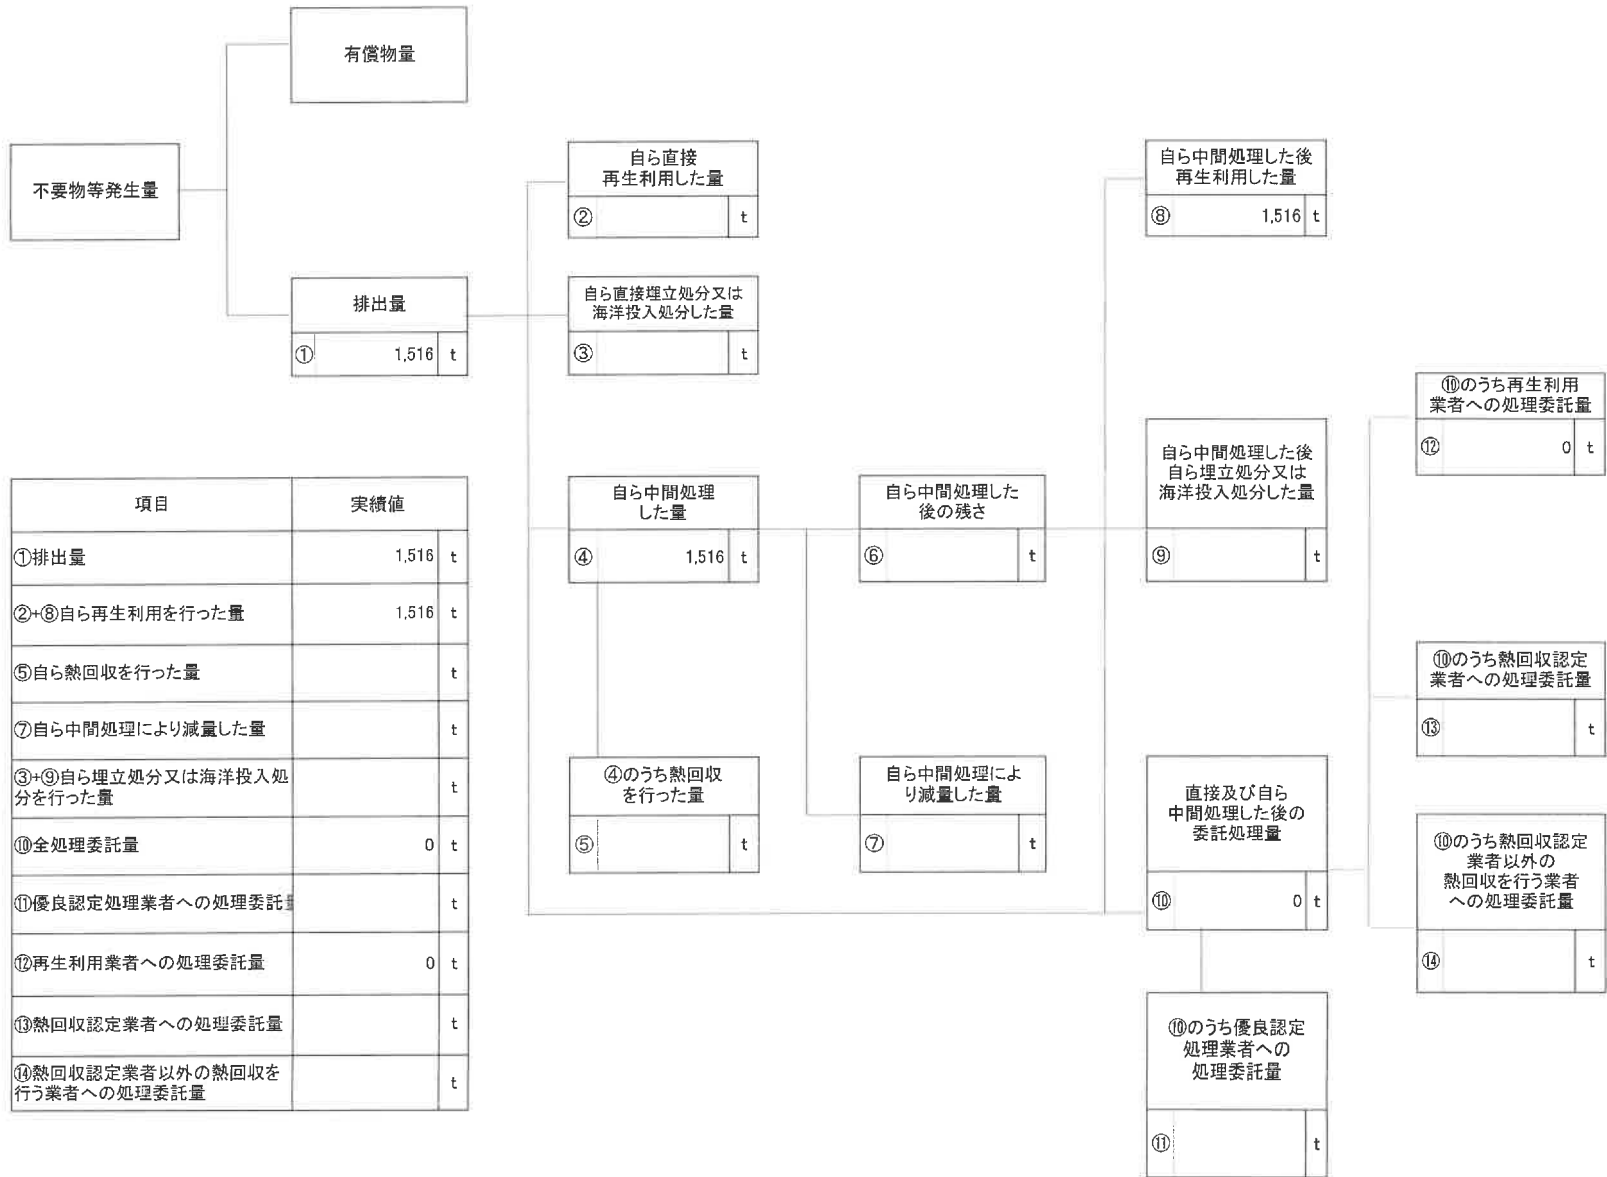 有償物量
不要物等発生量
排出量
① 1,516 t
自ら直接
再生利用した量
② t
自ら直接埋立処分又は
海洋投入処分した量
③ t
自ら中間処理
した量
④ 1,516 t
④のうち熱回収
を行った量
⑤ t
自ら中間処理した
後の残さ
⑥ t
自ら中間処理によ
り減量した量
⑦ t
自ら中間処理した後
再生利用した量
⑧ 1,516 t
自ら中間処理した後
自ら埋立処分又は
海洋投入処分した量
⑨ t
直接及び自ら
中間処理した後の
委託処理量
⑩ 0 t
⑩のうち優良認定
処理業者への
処理委託量
⑪ t
⑩のうち再生利用
業者への処理委託量
⑫ 0 t
⑩のうち熱回収認定
業者への処理委託量
⑬ t
⑩のうち熱回収認定
業者以外の
熱回収を行う業者
への処理委託量
⑭ t
項目 実績値
①排出量 1,516 t
②+⑧自ら再生利用を行った量 1,516 t
⑤自ら熱回収を行った量 t
⑦自ら中間処理により減量した量 t
③+⑨自ら埋立処分又は海洋投入処
分を行った量 t
⑩全処理委託量 0 t
⑪優良認定処理業者への処理委託 t
⑫再生利用業者への処理委託量 0 t
⑬熱回収認定業者への処理委託量 t
⑭熱回収認定業者以外の熱回収を
行う業者への処理委託量 t